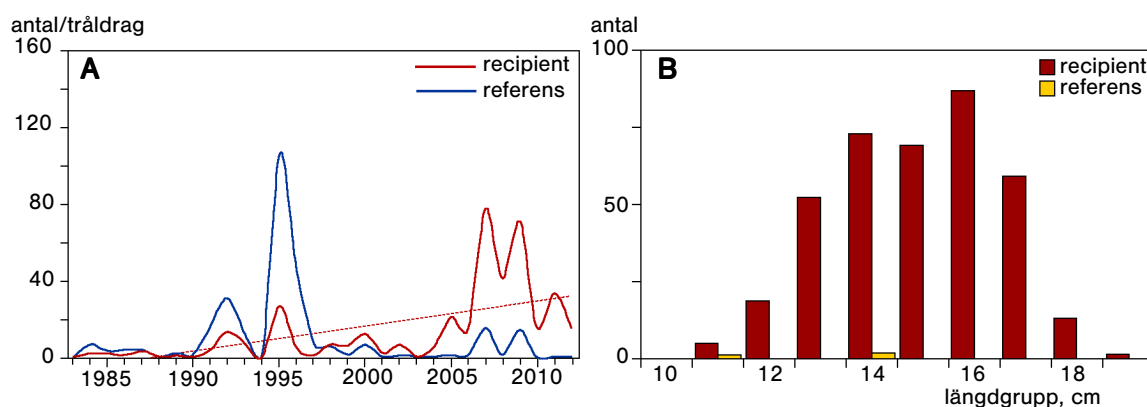 antal/tråldrag
160
120
80
40
0
A
recipient
referens
1985 1990 1995 2000 2005 2010
antal
100
50
0
B
recipient
referens
10 12 14 16 18
längdgrupp, cm